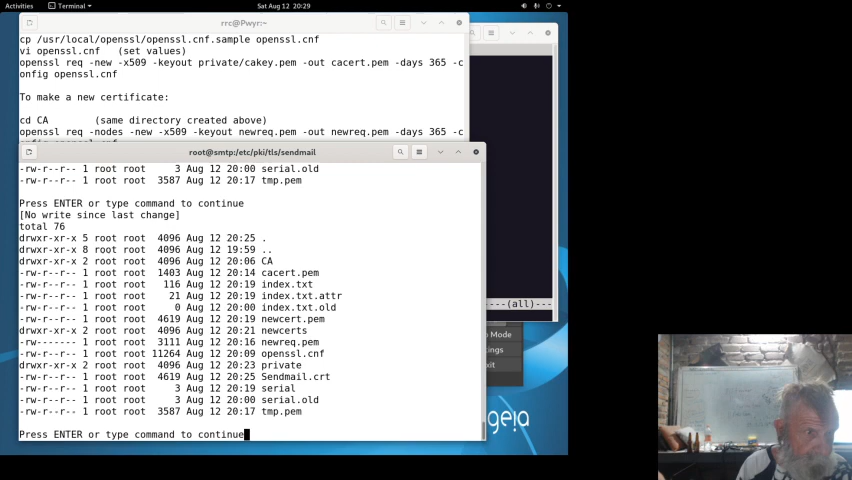 Activities Terminal Sat Aug 12 20:29
rrc@Pwyr:~
cp /usr/local/openssl/openssl.cnf.sample openssl.cnf
vi openssl.cnf (set values)
openssl req -new -x509 -keyout private/cakey.pem -out cacert.pem -days 365 -c
onfig openssl.cnf
To make a new certificate:
cd CA (same directory created above)
openssl req -nodes -new -x509 -keyout newreq.pem -out newreq.pem -days 365 -c
root@smtp:/etc/pki/tls/sendmail
-rw-r--r-- 1 root root 3 Aug 12 20:00 serial.old
-rw-r--r-- 1 root root 3587 Aug 12 20:17 tmp.pem
Press ENTER or type command to continue
[No write since last change]
total 76
drwxr-xr-x 5 root root 4096 Aug 12 20:25 .
drwxr-xr-x 8 root root 4096 Aug 12 19:59 ..
drwxr-xr-x 2 root root 4096 Aug 12 20:06 CA
-rw-r--r-- 1 root root 1403 Aug 12 20:14 cacert.pem
-rw-r--r-- 1 root root 116 Aug 12 20:19 index.txt
-rw-r--r-- 1 root root 21 Aug 12 20:19 index.txt.attr
-rw-r--r-- 1 root root 0 Aug 12 20:00 index.txt.old
-rw-r--r-- 1 root root 4619 Aug 12 20:19 newcert.pem
drwxr-xr-x 2 root root 4096 Aug 12 20:21 newcerts
-rw------- 1 root root 3111 Aug 12 20:16 newreq.pem
-rw-r--r-- 1 root root 11264 Aug 12 20:09 openssl.cnf
drwxr-xr-x 2 root root 4096 Aug 12 20:23 private
-rw-r--r-- 1 root root 4619 Aug 12 20:25 Sendmail.crt
-rw-r--r-- 1 root root 3 Aug 12 20:19 serial
-rw-r--r-- 1 root root 3 Aug 12 20:00 serial.old
-rw-r--r-- 1 root root 3587 Aug 12 20:17 tmp.pem
Press ENTER or type command to continue
---(all)---
Mode
tings
xit
geia